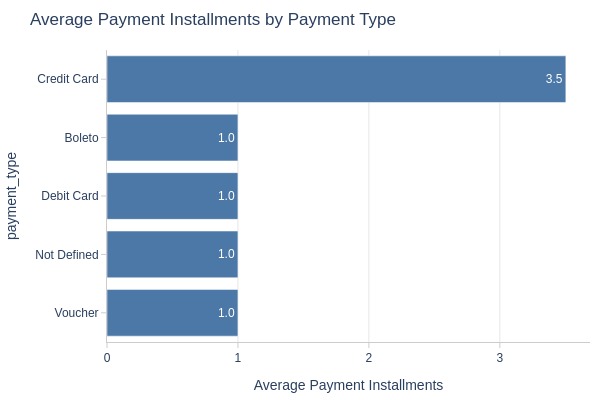 Average Payment Installments by Payment Type
Credit Card
3.5
Boleto
1.0
Debit Card
1.0
Not Defined
1.0
Voucher
1.0
payment_type
0
1
2
3
Average Payment Installments